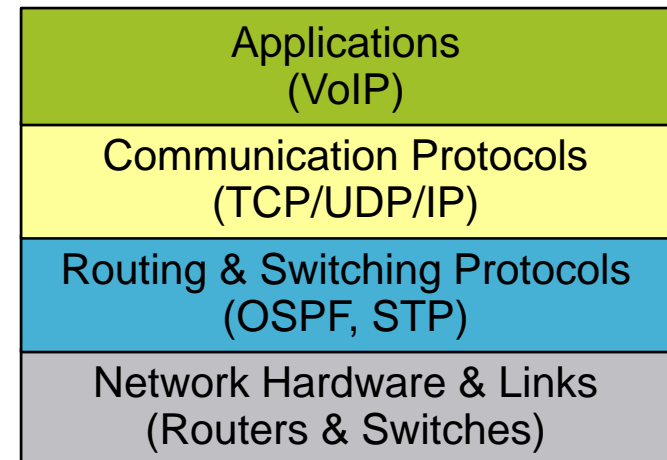 Applications
(VoIP)
Communication Protocols
(TCP/UDP/IP)
Routing & Switching Protocols
(OSPF, STP)
Network Hardware & Links
(Routers & Switches)